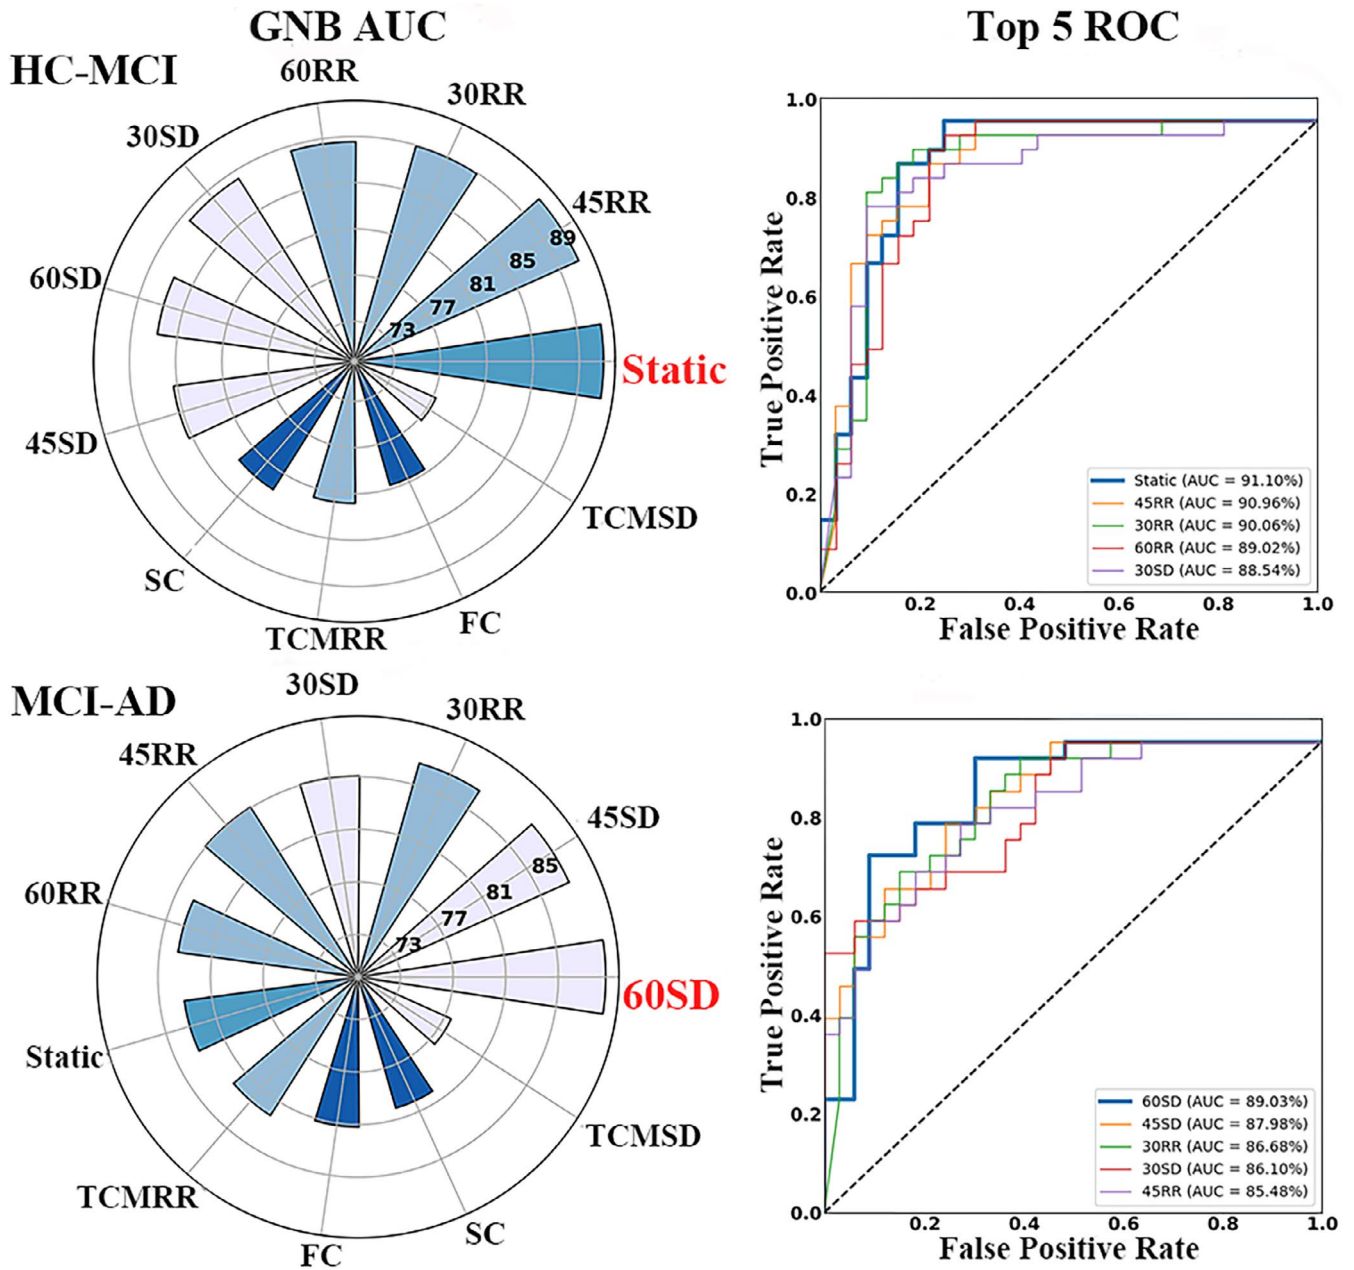 GNB AUC
Top 5 ROC
HC-MCI
60RR
30RR
30SD
45RR
89
85
81
77
73
60SD
Static
45SD
TCMSD
SC
FC
TCMRR
1.0
0.8
0.6
0.4
0.2
0.0
True Positive Rate
Static (AUC = 91.10%)
45RR (AUC = 90.96%)
30RR (AUC = 90.06%)
60RR (AUC = 89.02%)
30SD (AUC = 88.54%)
0.2 0.4 0.6 0.8 1.0
False Positive Rate
MCI-AD
30SD
30RR
45RR
45SD
85
81
77
73
60RR
60SD
Static
TCMSD
TCMRR
SC
FC
1.0
0.8
0.6
0.4
0.2
0.0
True Positive Rate
60SD (AUC = 89.03%)
45SD (AUC = 87.98%)
30RR (AUC = 86.68%)
30SD (AUC = 86.10%)
45RR (AUC = 85.48%)
0.2 0.4 0.6 0.8 1.0
False Positive Rate